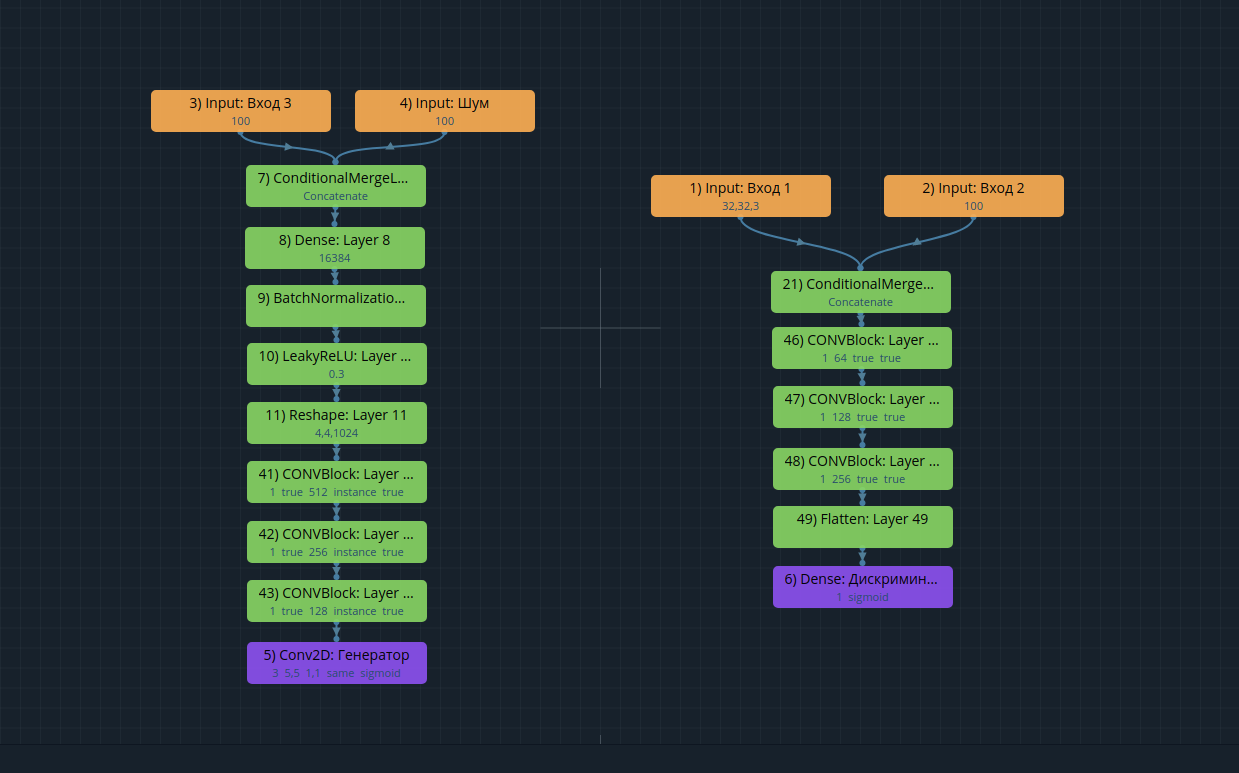 3) Input: Вход 3
100
4) Input: Шум
100
7) ConditionalMergeL...
Concatenate
8) Dense: Layer 8
16384
9) BatchNormalizatio...
10) LeakyReLU: Layer ...
0.3
11) Reshape: Layer 11
4,4,1024
41) CONVBlock: Layer ...
1 true 512 instance true
42) CONVBlock: Layer ...
1 true 256 instance true
43) CONVBlock: Layer ...
1 true 128 instance true
5) Conv2D: Генератор
3 5,5 1,1 same sigmoid
1) Input: Вход 1
32,32,3
2) Input: Вход 2
100
21) ConditionalMerge...
Concatenate
46) CONVBlock: Layer ...
1 64 true true
47) CONVBlock: Layer ...
1 128 true true
48) CONVBlock: Layer ...
1 256 true true
49) Flatten: Layer 49
6) Dense: Дискримин...
1 sigmoid